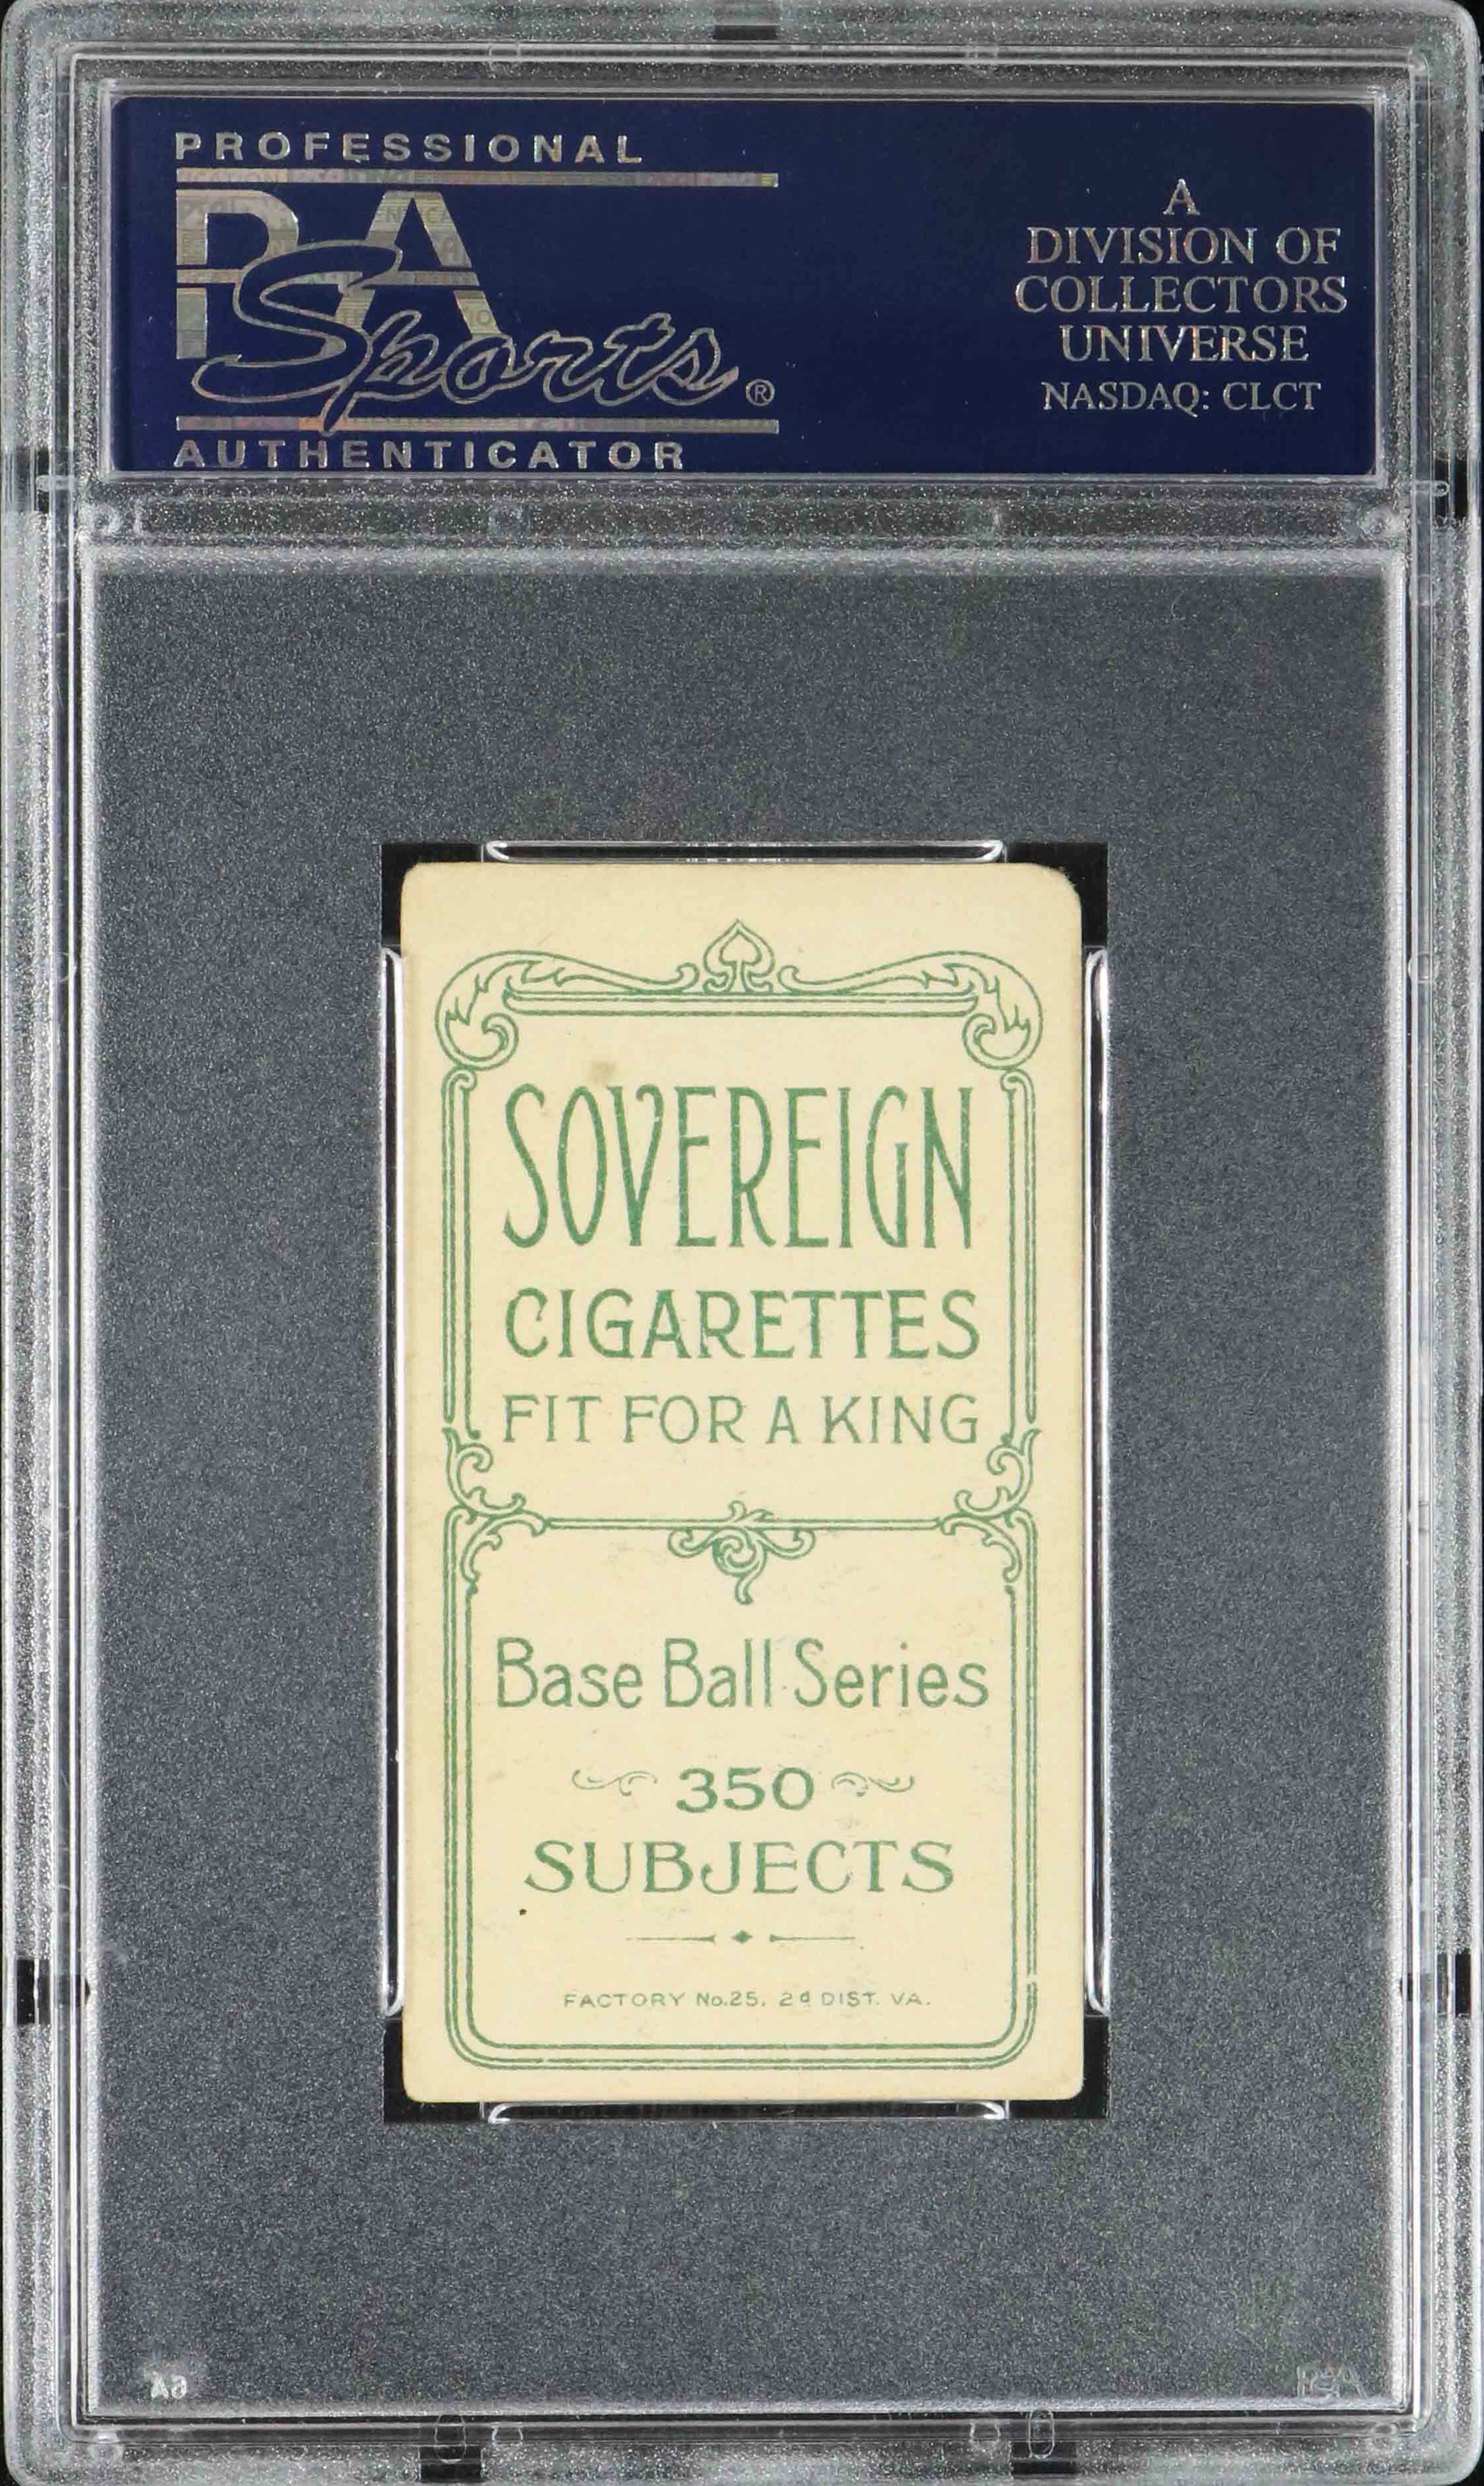 PROFESSIONAL
PSA
Sports®
AUTHENTICATOR
A
DIVISION OF
COLLECTORS
UNIVERSE
NASDAQ: CLCT
SOVEREIGN
CIGARETTES
FIT FOR A KING
Base Ball Series
350
SUBJECTS
FACTORY No.25. 2d DIST. VA.
PSA